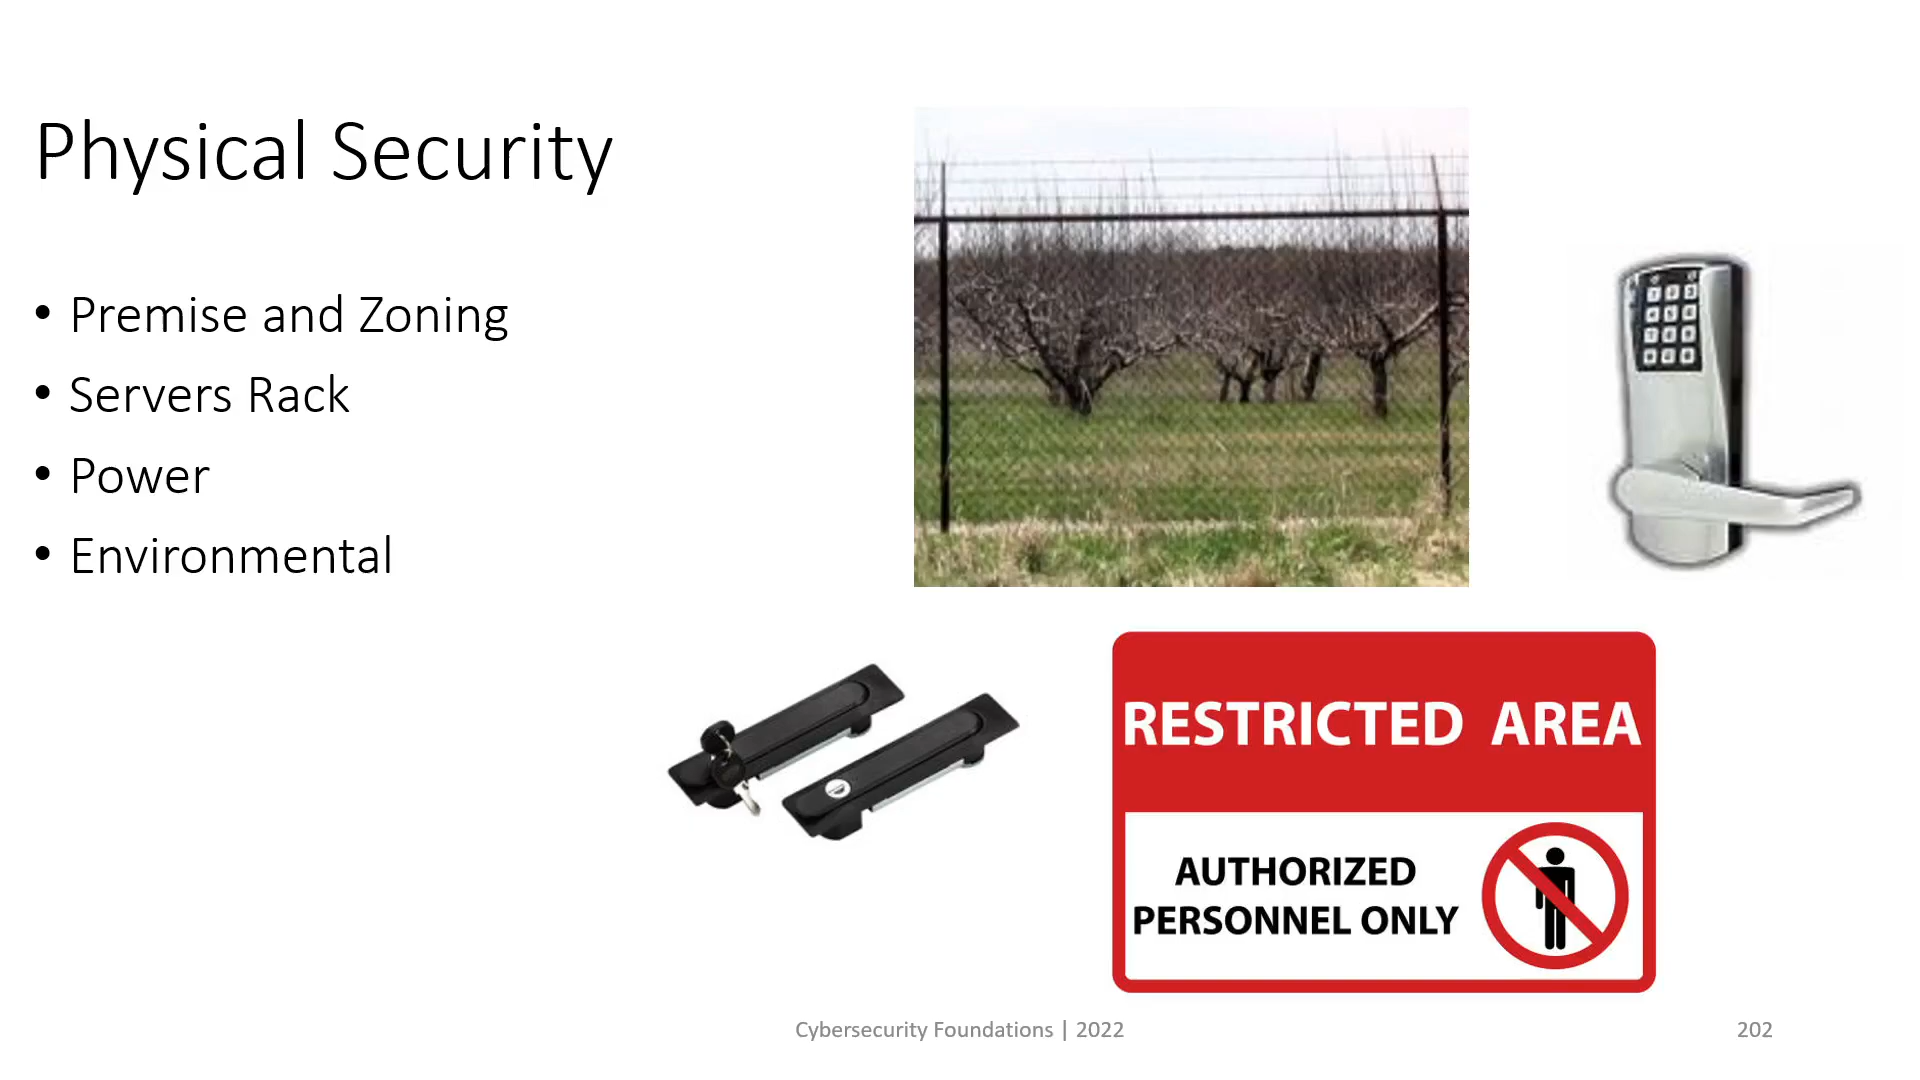 Physical Security
• Premise and Zoning
• Servers Rack
• Power
• Environmental
RESTRICTED AREA
AUTHORIZED
PERSONNEL ONLY
Cybersecurity Foundations | 2022
202